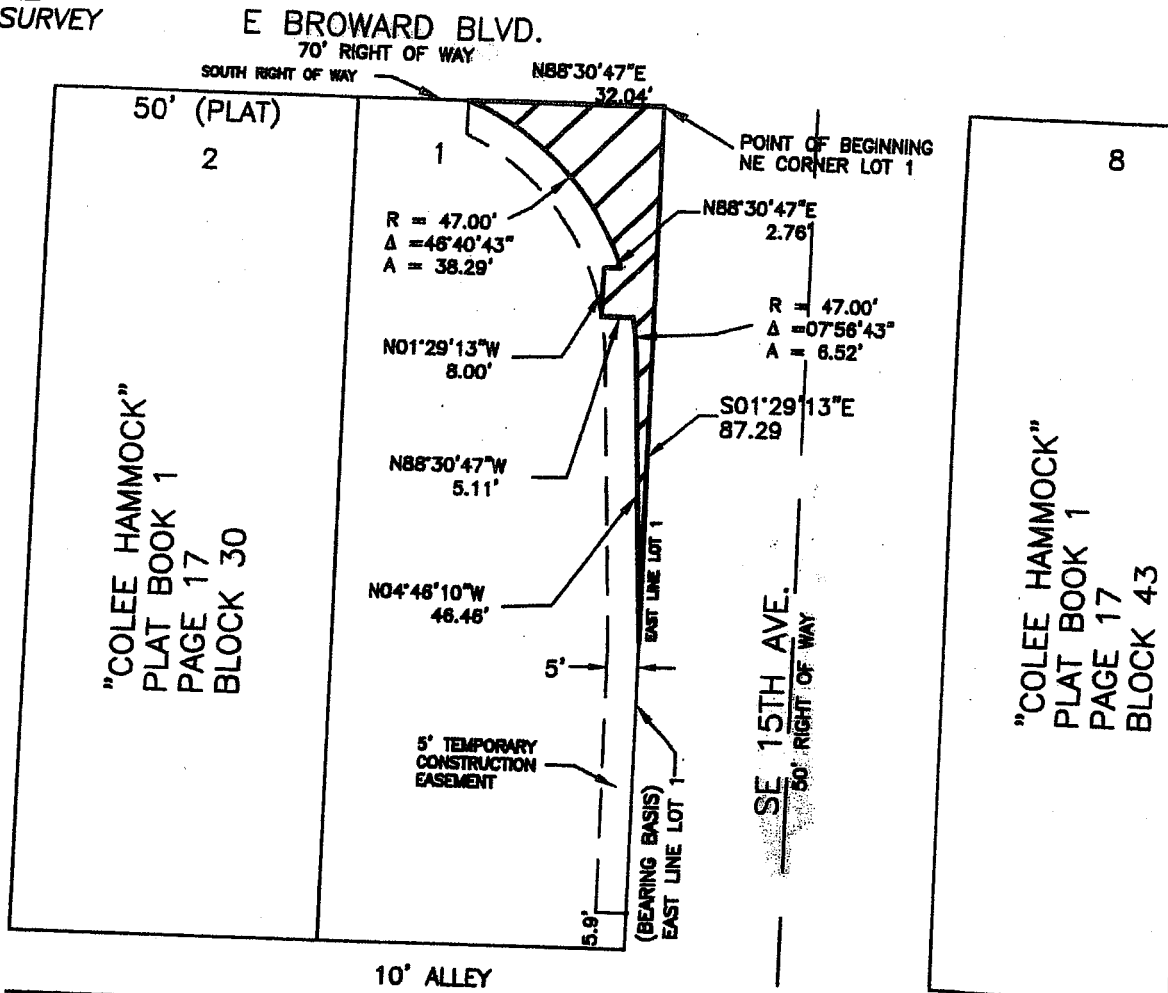 SURVEY
E BROWARD BLVD.
70' RIGHT OF WAY
SOUTH RIGHT OF WAY
N88°30'47"E
32.04'
50' (PLAT)
2
1
POINT OF BEGINNING
NE CORNER LOT 1
8
R = 47.00'
Δ =46°40'43"
A = 38.29'
N88°30'47"E
2.76'
R = 47.00'
Δ =07°56'43"
A = 6.52'
N01°29'13"W
8.00'
S01°29'13"E
87.29
N88°30'47"W
5.11'
"COLEE HAMMOCK"
PLAT BOOK 1
PAGE 17
BLOCK 30
N04°46'10"W
46.46'
EAST LINE LOT 1
5'
5' TEMPORARY
CONSTRUCTION
EASEMENT
(BEARING BASIS)
EAST LINE LOT 1
SE 15TH AVE.
50' RIGHT OF WAY
"COLEE HAMMOCK"
PLAT BOOK 1
PAGE 17
BLOCK 43
5.9'
10' ALLEY